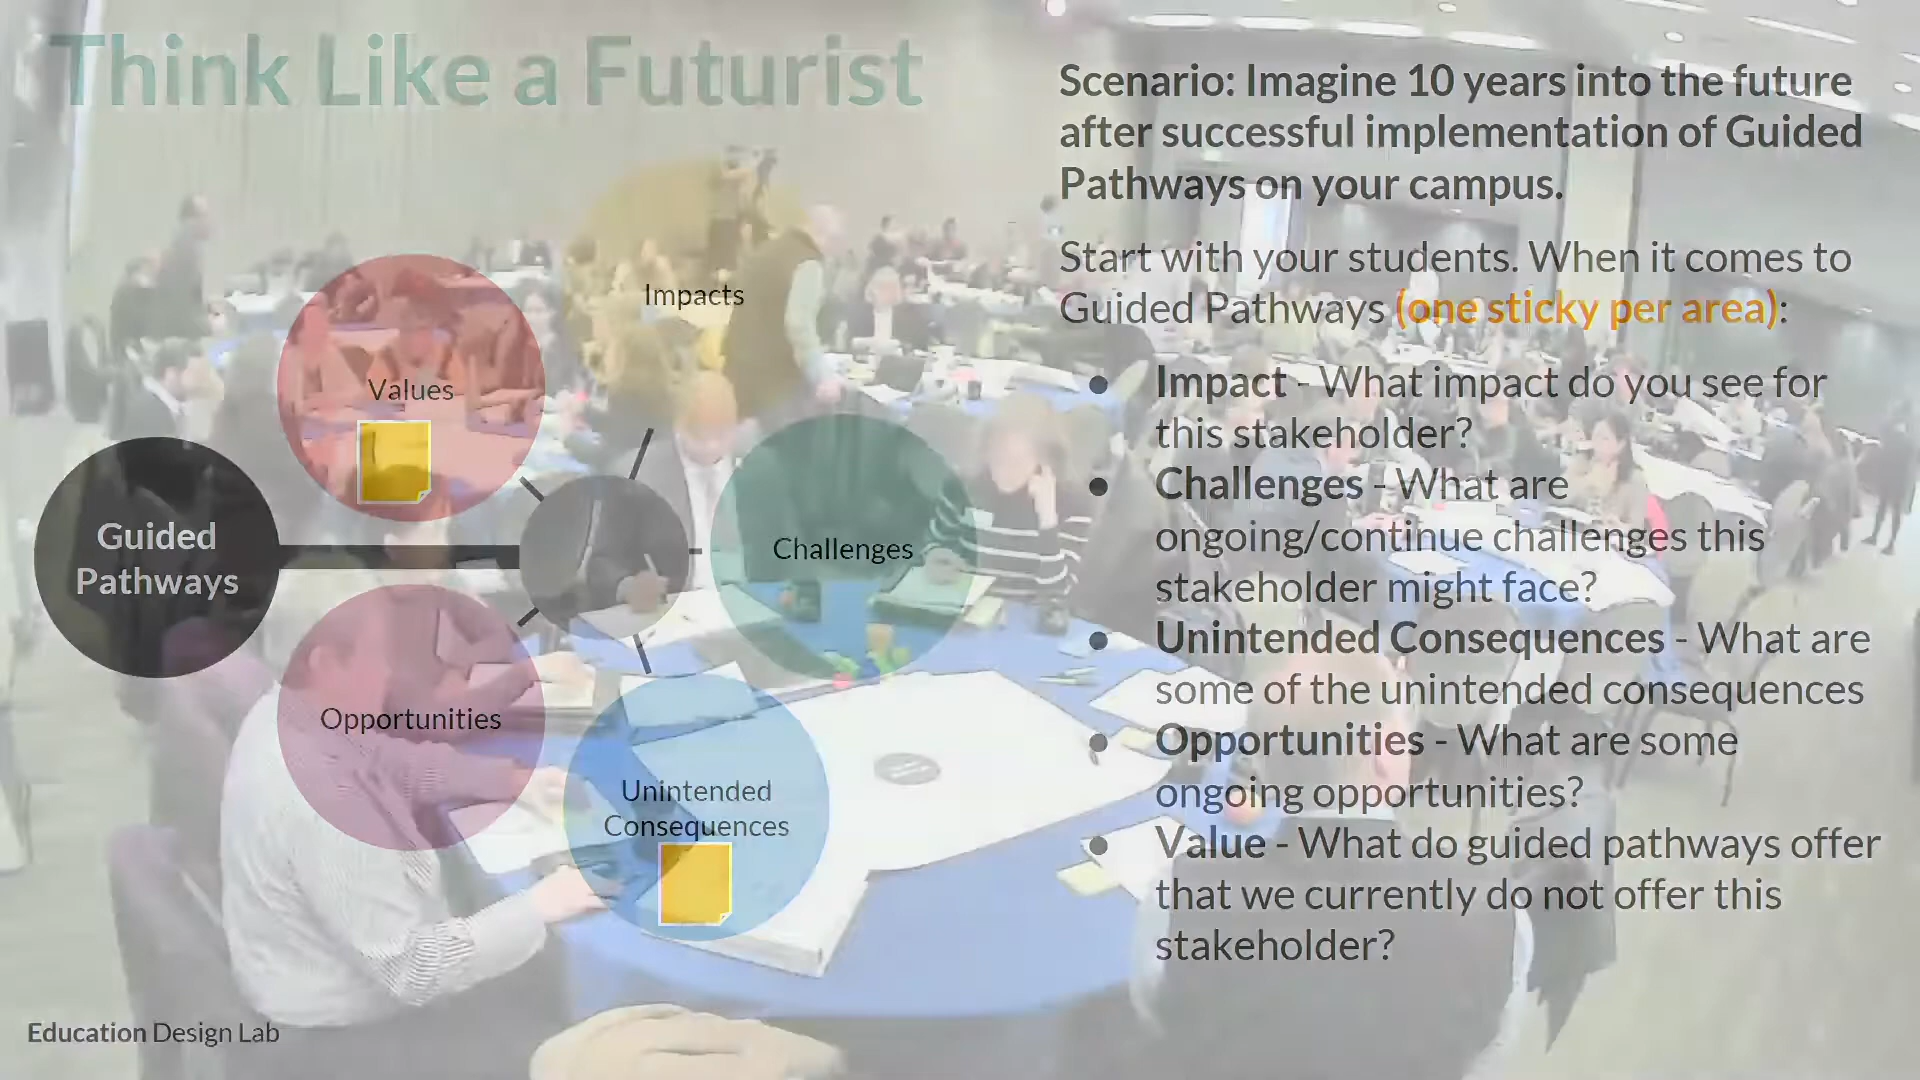 Think Like a Futurist
Scenario: Imagine 10 years into the future
after successful implementation of Guided
Pathways on your campus.
Start with your students. When it comes to
Guided Pathways (one sticky per area):
● Impact - What impact do you see for
this stakeholder?
● Challenges - What are
ongoing/continue challenges this
stakeholder might face?
● Unintended Consequences - What are
some of the unintended consequences
● Opportunities - What are some
ongoing opportunities?
● Value - What do guided pathways offer
that we currently do not offer this
stakeholder?
Impacts
Values
Challenges
Guided
Pathways
Opportunities
Unintended
Consequences
Education Design Lab